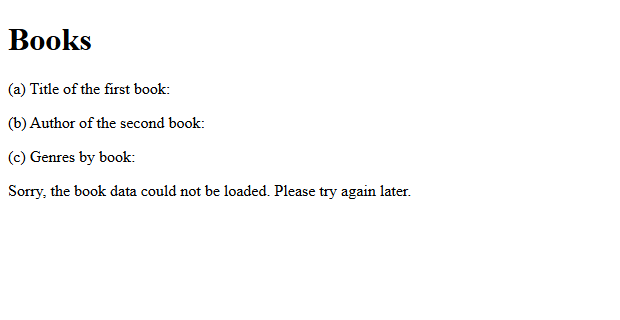 Books
(a) Title of the first book:
(b) Author of the second book:
(c) Genres by book:
Sorry, the book data could not be loaded. Please try again later.